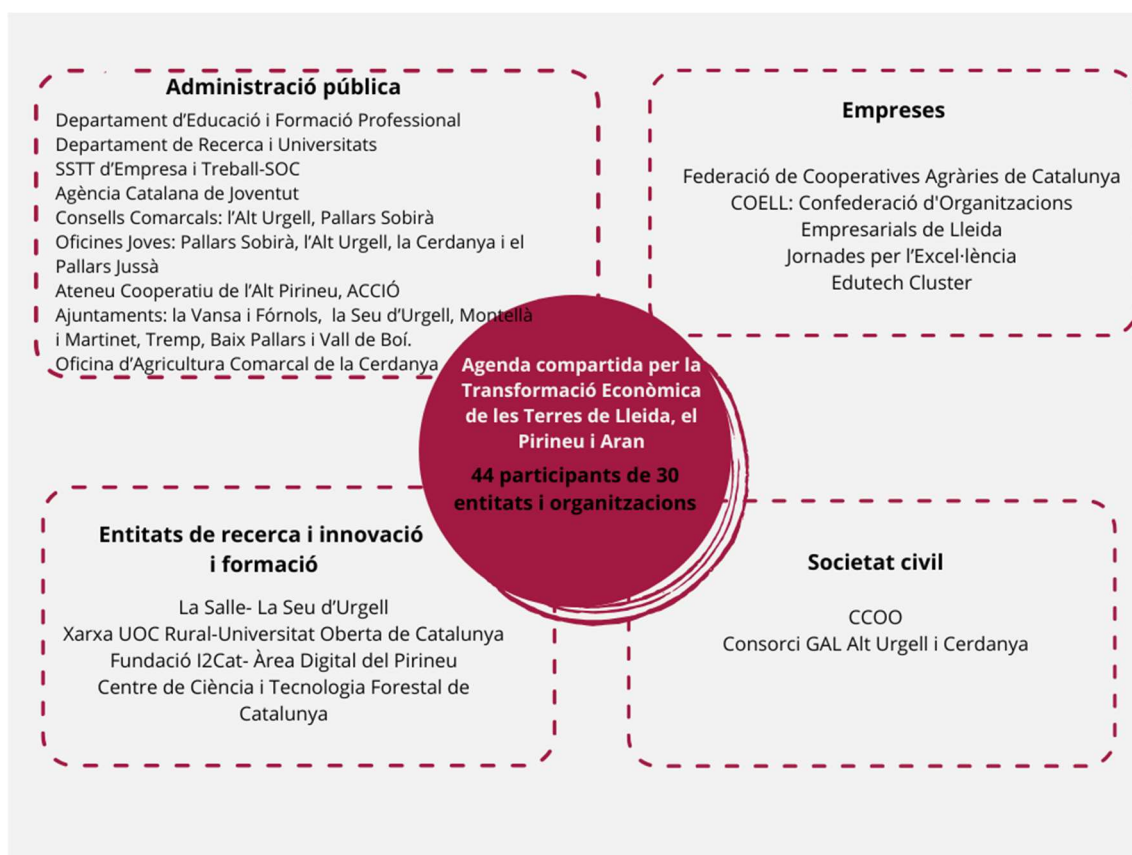 Administració pública
Departament d'Educació i Formació Professional
Departament de Recerca i Universitats
SSTT d'Empresa i Treball-SOC
Agència Catalana de Joventut
Consells Comarcals: l'Alt Urgell, Pallars Sobirà
Oficines Joves: Pallars Sobirà, l'Alt Urgell, la Cerdanya i el
Pallars Jussà
Ateneu Cooperatiu de l'Alt Pirineu, ACCIÓ
Ajuntaments: la Vansa i Fórnols, la Seu d'Urgell, Montellà
i Martinet, Tremp, Baix Pallars i Vall de Boí.
Oficina d'Agricultura Comarcal de la Cerdanya
Empreses
Federació de Cooperatives Agràries de Catalunya
COELL: Confederació d'Organitzacions
Empresarials de Lleida
Jornades per l'Excel·lència
Edutech Cluster
Agenda compartida per la
Transformació Econòmica
de les Terres de Lleida, el
Pirineu i Aran
44 participants de 30
entitats i organitzacions
Entitats de recerca i innovació
i formació
La Salle- La Seu d'Urgell
Xarxa UOC Rural-Universitat Oberta de Catalunya
Fundació I2Cat- Àrea Digital del Pirineu
Centre de Ciència i Tecnologia Forestal de
Catalunya
Societat civil
CCOO
Consorci GAL Alt Urgell i Cerdanya